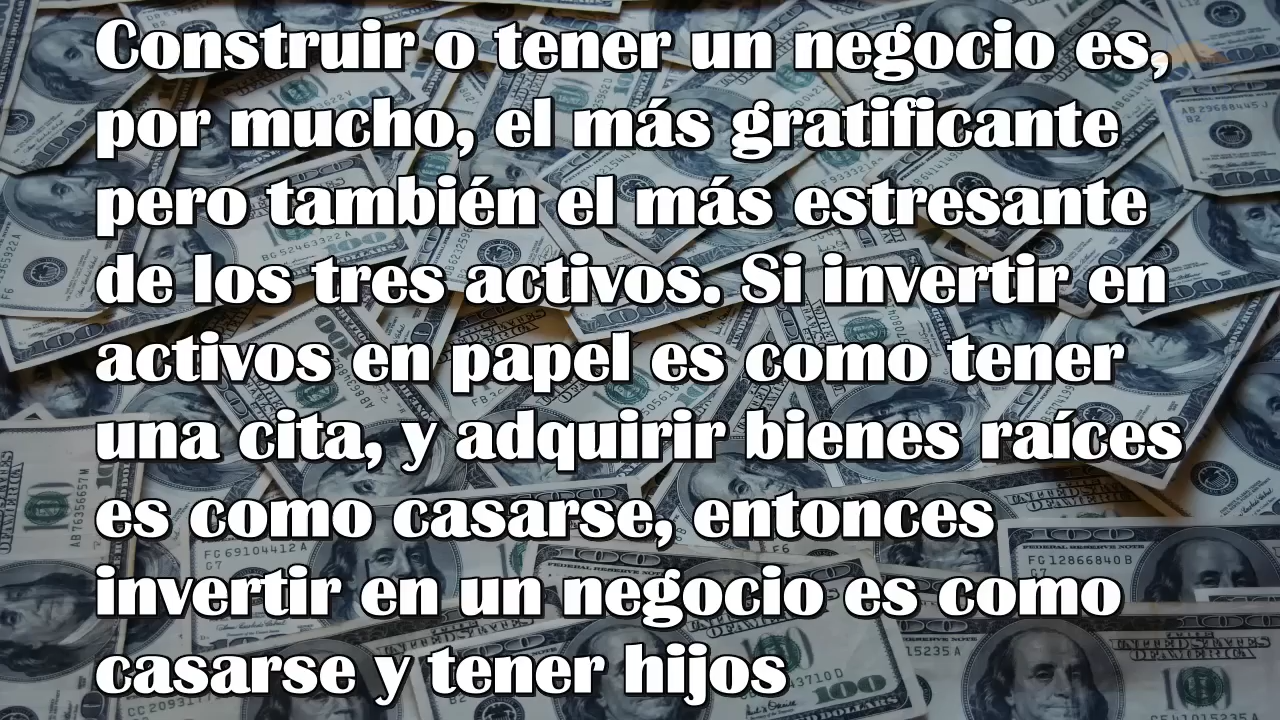 Construir o tener un negocio es,
por mucho, el más gratificante
pero también el más estresante
de los tres activos. Si invertir en
activos en papel es como tener
una cita, y adquirir bienes raíces
es como casarse, entonces
invertir en un negocio es como
casarse y tener hijos